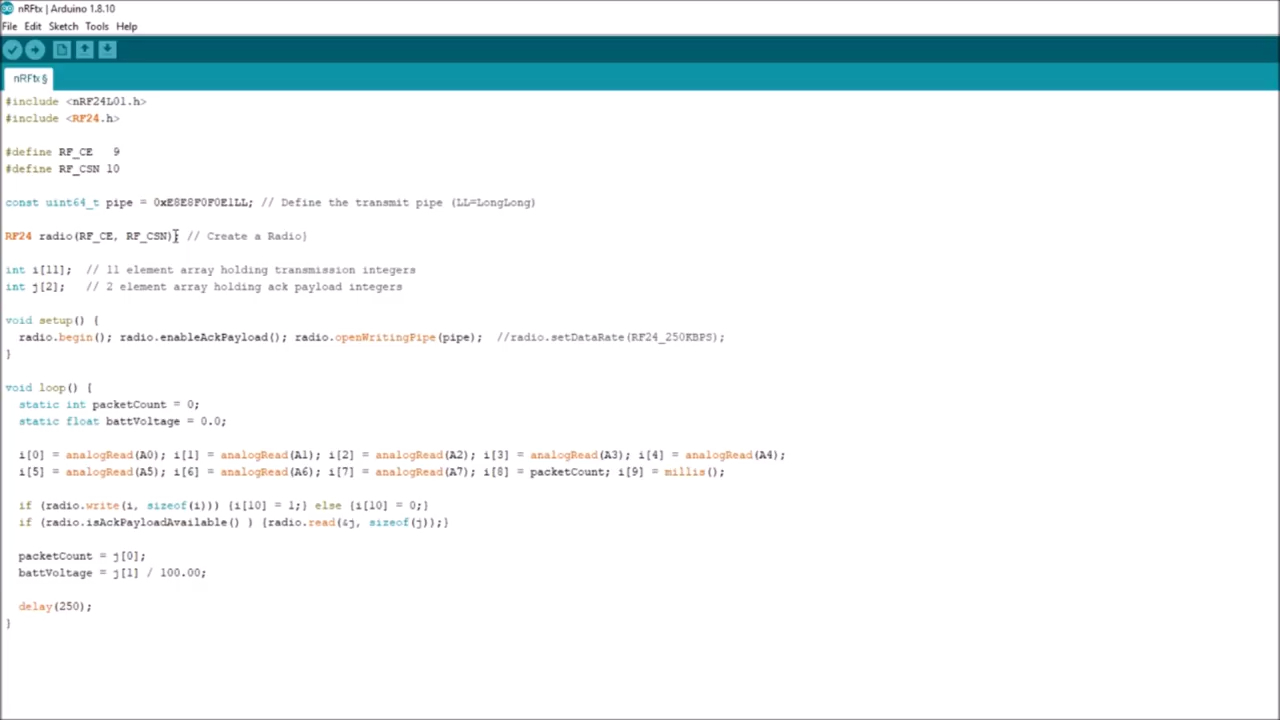 nRFtx | Arduino 1.8.10
File Edit Sketch Tools Help
nRFtx §
#include <nRF24L01.h>
#include <RF24.h>
#define RF_CE 9
#define RF_CSN 10
const uint64_t pipe = 0xE8E8F0F0E1LL; // Define the transmit pipe (LL=LongLong)
RF24 radio(RF_CE, RF_CSN); // Create a Radio}
int i[11]; // 11 element array holding transmission integers
int j[2]; // 2 element array holding ack payload integers
void setup() {
radio.begin(); radio.enableAckPayload(); radio.openWritingPipe(pipe); //radio.setDataRate(RF24_250KBPS);
}
void loop() {
static int packetCount = 0;
static float battVoltage = 0.0;
i[0] = analogRead(A0); i[1] = analogRead(A1); i[2] = analogRead(A2); i[3] = analogRead(A3); i[4] = analogRead(A4);
i[5] = analogRead(A5); i[6] = analogRead(A6); i[7] = analogRead(A7); i[8] = packetCount; i[9] = millis();
if (radio.write(i, sizeof(i))) {i[10] = 1;} else {i[10] = 0;}
if (radio.isAckPayloadAvailable() ) {radio.read(&j, sizeof(j));}
packetCount = j[0];
battVoltage = j[1] / 100.00;
delay(250);
}